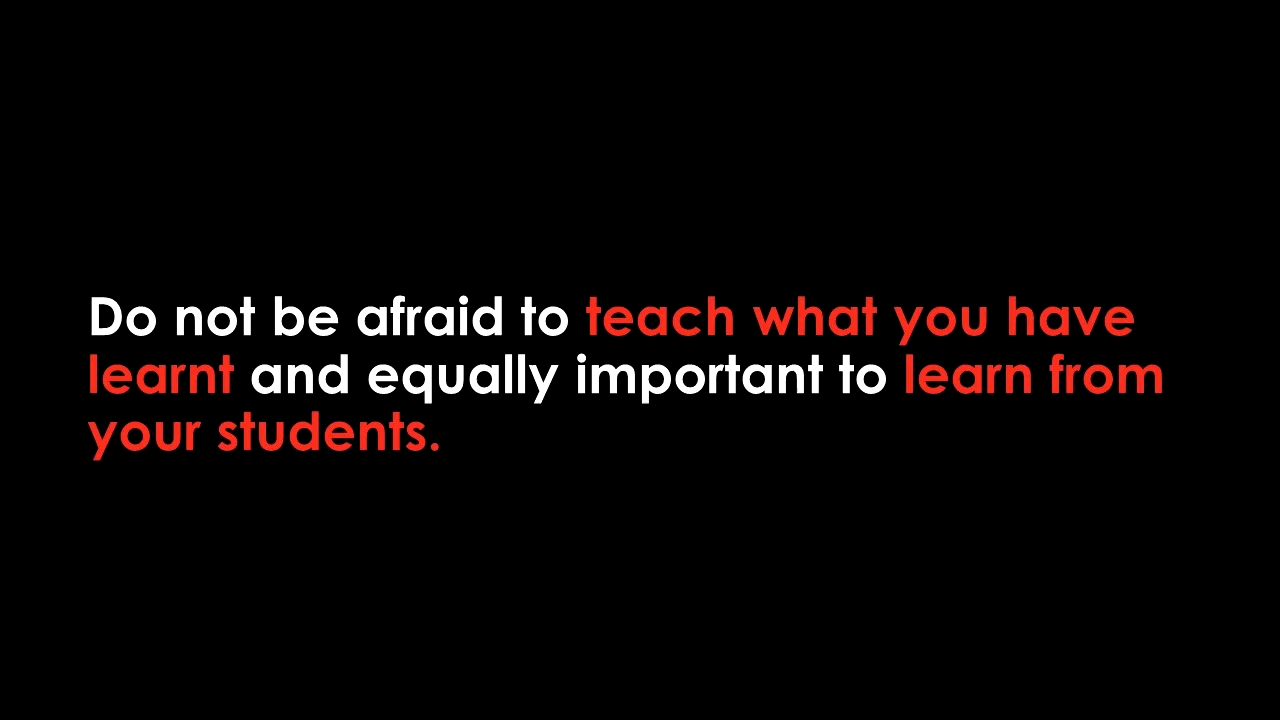 Do not be afraid to teach what you have
learnt and equally important to learn from
your students.